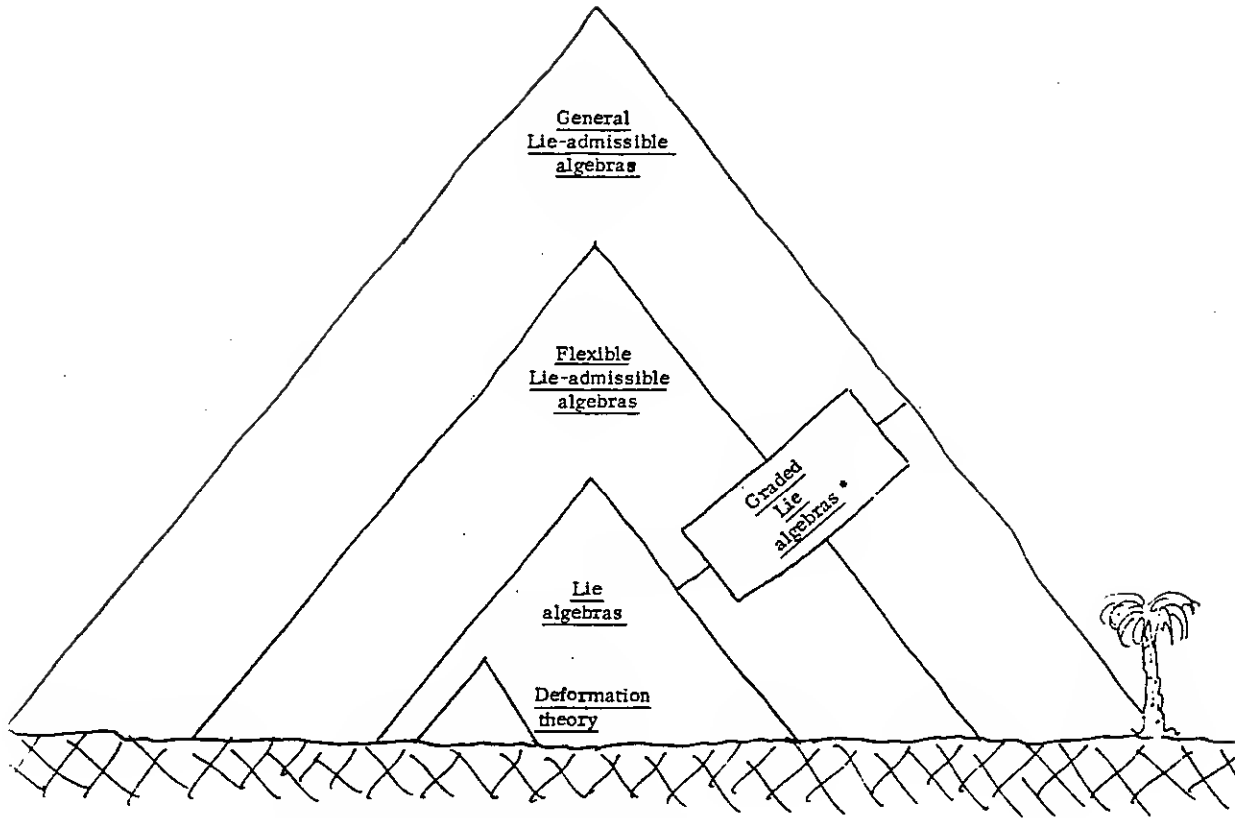 General
Lie-admissible
algebras
Flexible
Lie-admissible
algebras
Graded
Lie
algebras *
Lie
algebras
Deformation
theory